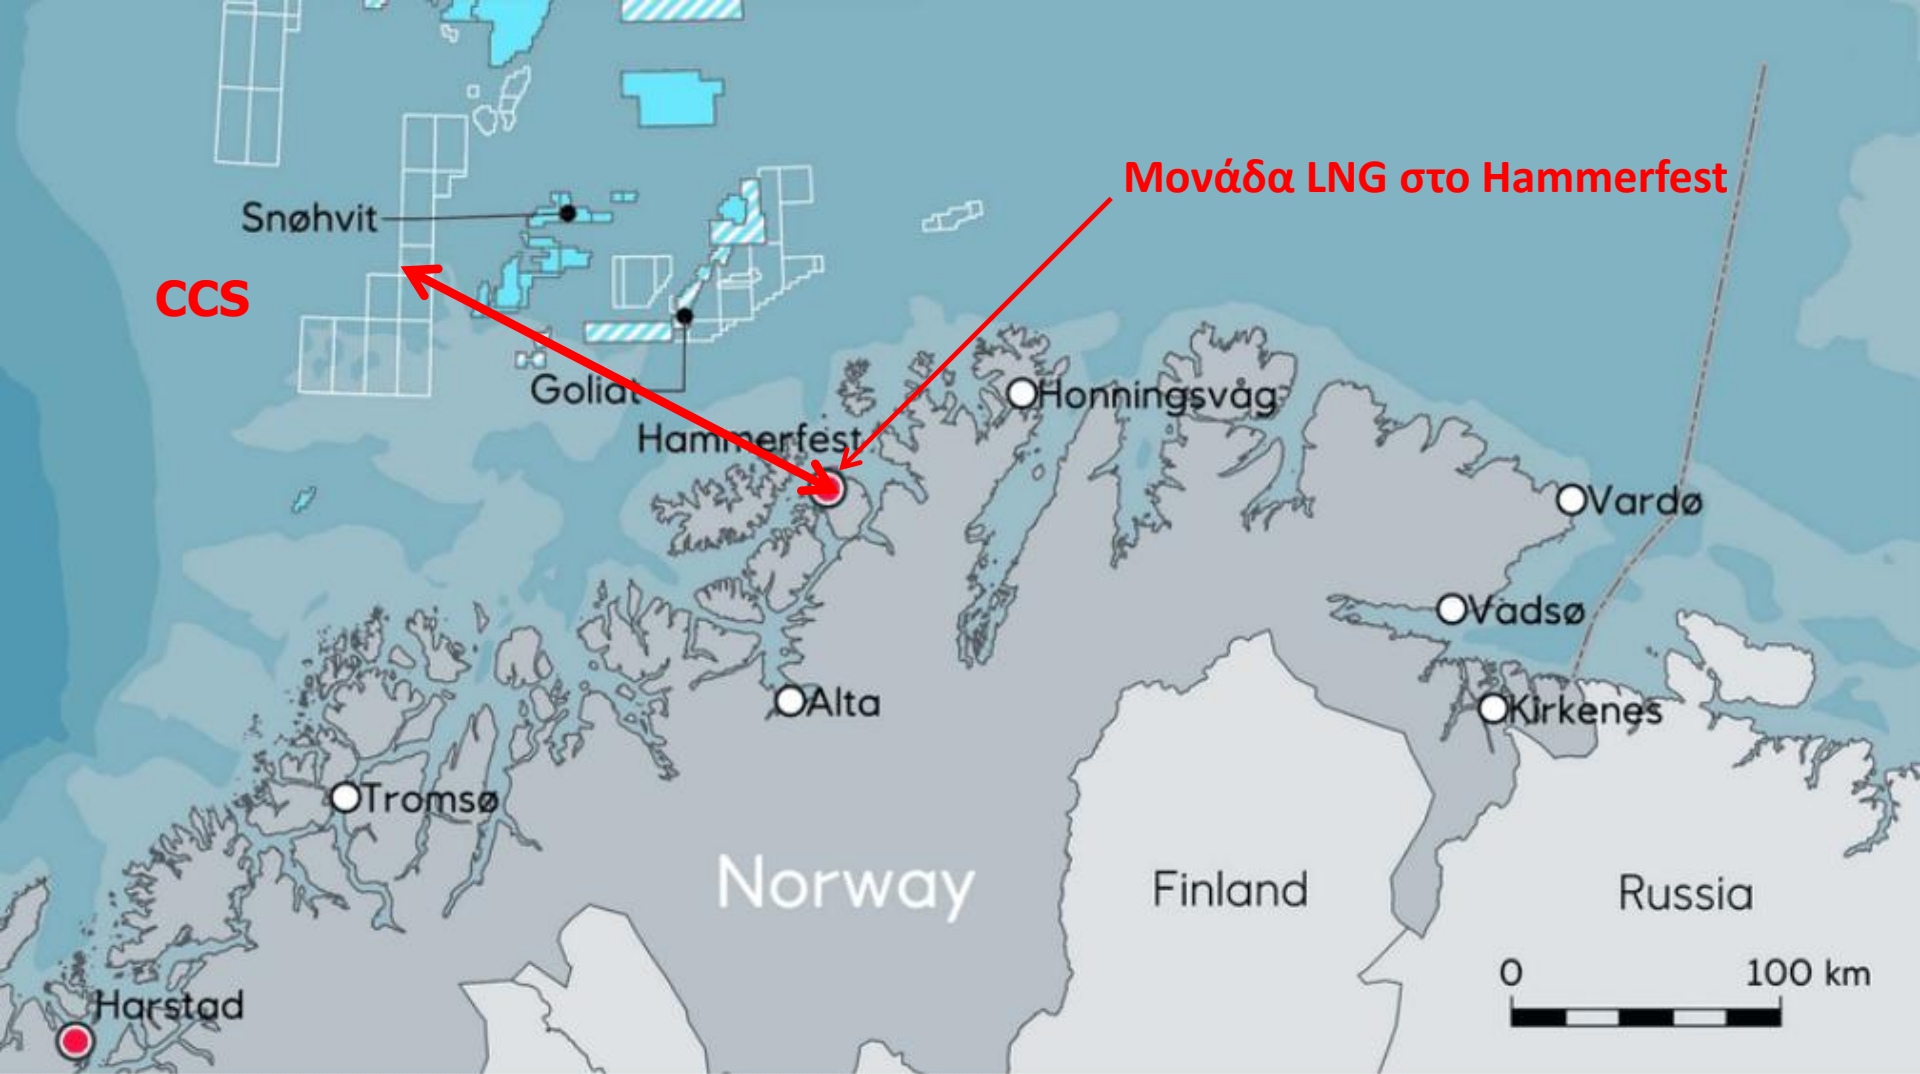 Μονάδα LNG στο Hammerfest
Snøhvit
CCS
Goliat
Honningsvåg
Hammerfest
Vardø
Vadsø
Alta
Kirkenes
Tromsø
Norway
Finland
Russia
0 100 km
Harstad